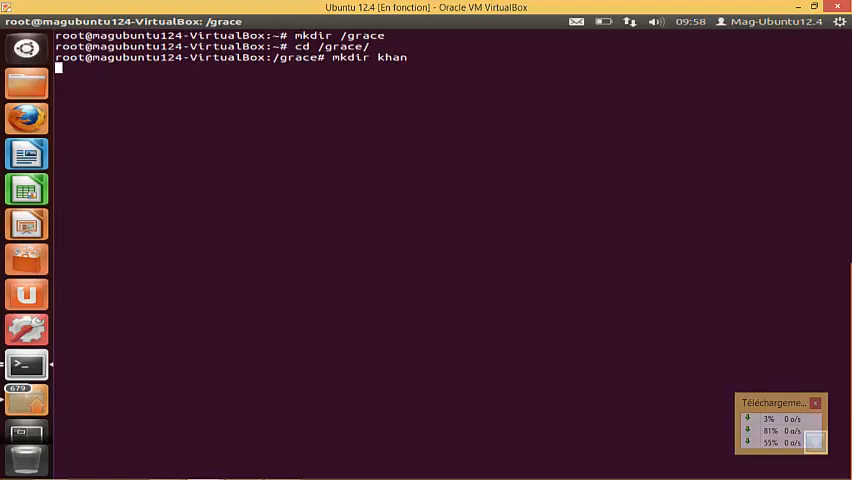 Ubuntu 12.4 [En fonction] - Oracle VM VirtualBox
root@magubuntu124-VirtualBox: /grace
09:58
Mag-Ubuntu12.4
root@magubuntu124-VirtualBox:~# mkdir /grace
root@magubuntu124-VirtualBox:~# cd /grace/
root@magubuntu124-VirtualBox:/grace# mkdir khan
679
Téléchargeme...
3% 0 o/s
81% 0 o/s
55% 0 o/s